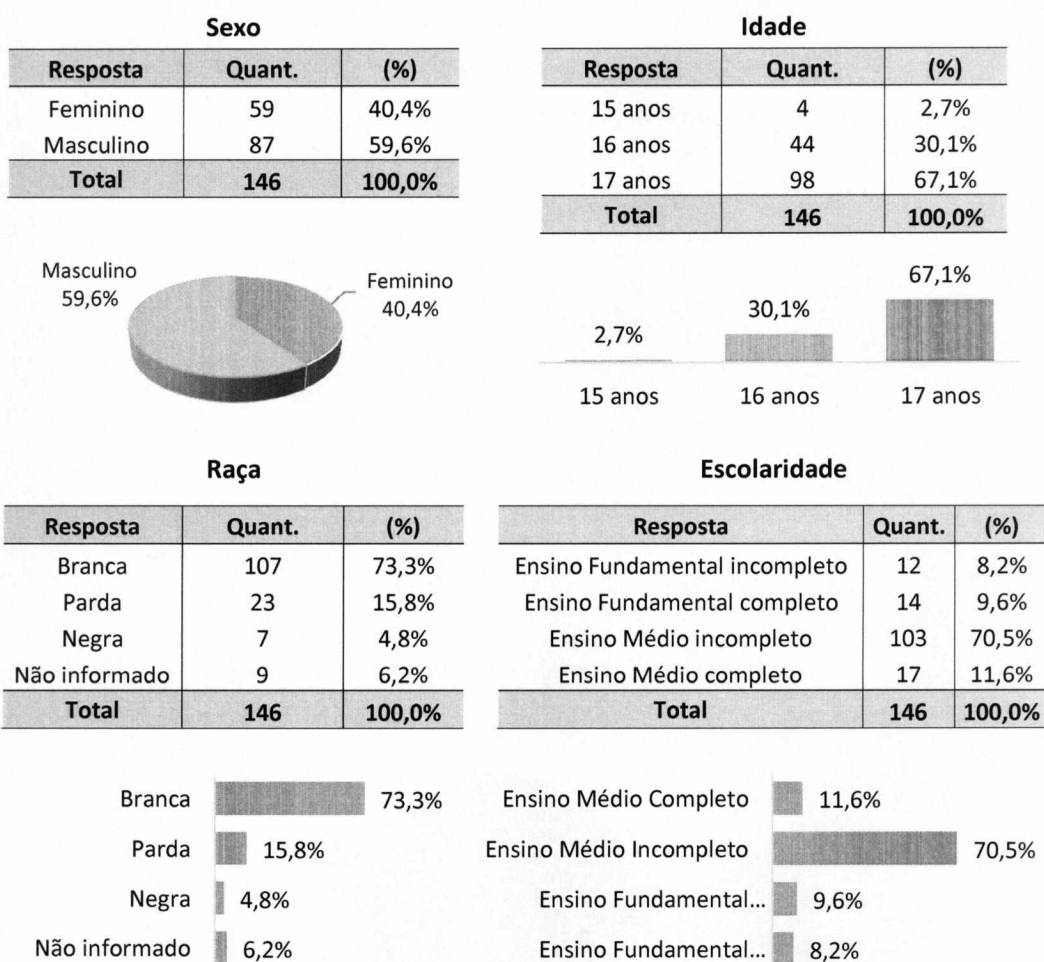 Sexo
Resposta Quant. (%)
Feminino 59 40,4%
Masculino 87 59,6%
Total 146 100,0%
Masculino
59,6%
Feminino
40,4%
Idade
Resposta Quant. (%)
15 anos 4 2,7%
16 anos 44 30,1%
17 anos 98 67,1%
Total 146 100,0%
2,7% 30,1% 67,1%
15 anos 16 anos 17 anos
Raça
Resposta Quant. (%)
Branca 107 73,3%
Parda 23 15,8%
Negra 7 4,8%
Não informado 9 6,2%
Total 146 100,0%
Branca 73,3%
Parda 15,8%
Negra 4,8%
Não informado 6,2%
Escolaridade
Resposta Quant. (%)
Ensino Fundamental incompleto 12 8,2%
Ensino Fundamental completo 14 9,6%
Ensino Médio incompleto 103 70,5%
Ensino Médio completo 17 11,6%
Total 146 100,0%
Ensino Médio Completo 11,6%
Ensino Médio Incompleto 70,5%
Ensino Fundamental... 9,6%
Ensino Fundamental... 8,2%